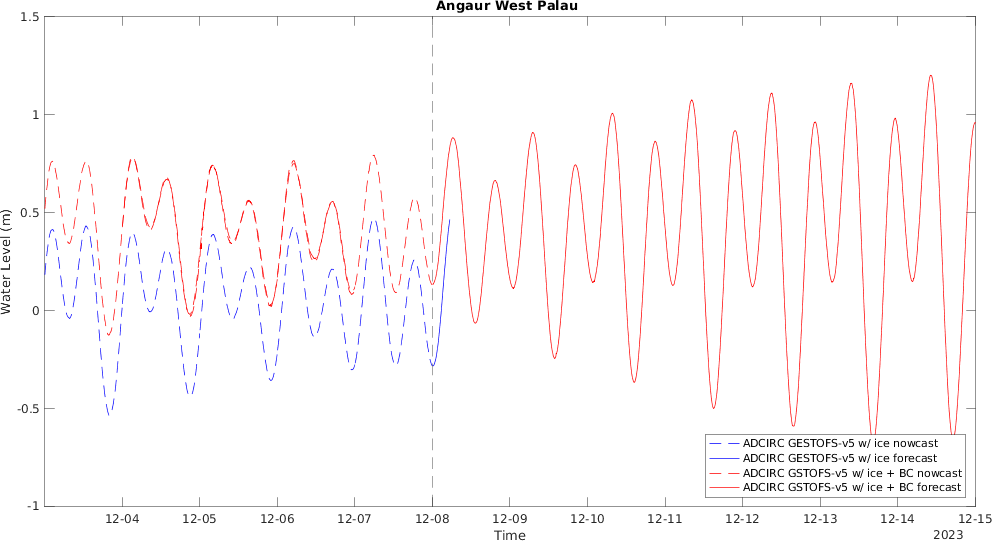 Angaur West Palau
1.5
1
0.5
0
-0.5
-1
Water Level (m)
12-04 12-05 12-06 12-07 12-08 12-09 12-10 12-11 12-12 12-13 12-14 12-15
Time
2023
ADCIRC GESTOFS-v5 w/ ice nowcast
ADCIRC GESTOFS-v5 w/ ice forecast
ADCIRC GSTOFS-v5 w/ ice + BC nowcast
ADCIRC GSTOFS-v5 w/ ice + BC forecast